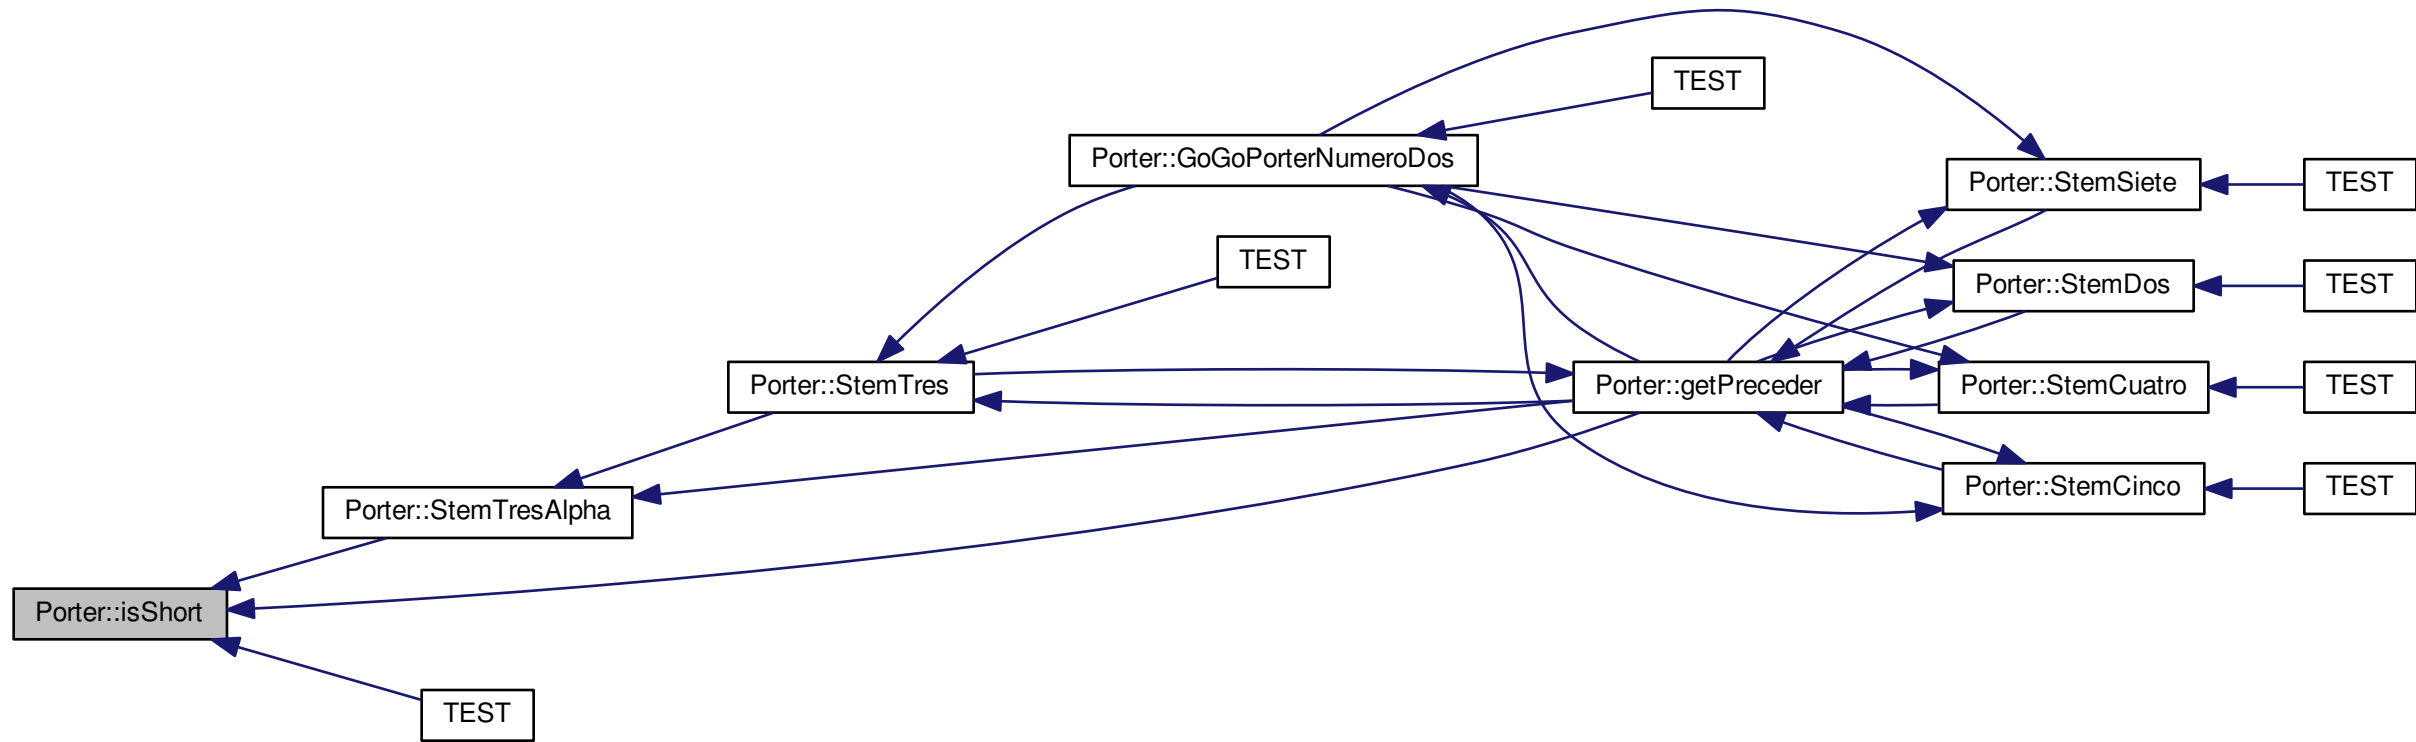 TEST
Porter::GoGoPorterNumeroDos
Porter::StemSiete
TEST
TEST
Porter::StemDos
TEST
Porter::StemTres
Porter::getPreceder
Porter::StemCuatro
TEST
Porter::StemTresAlpha
Porter::StemCinco
TEST
Porter::isShort
TEST